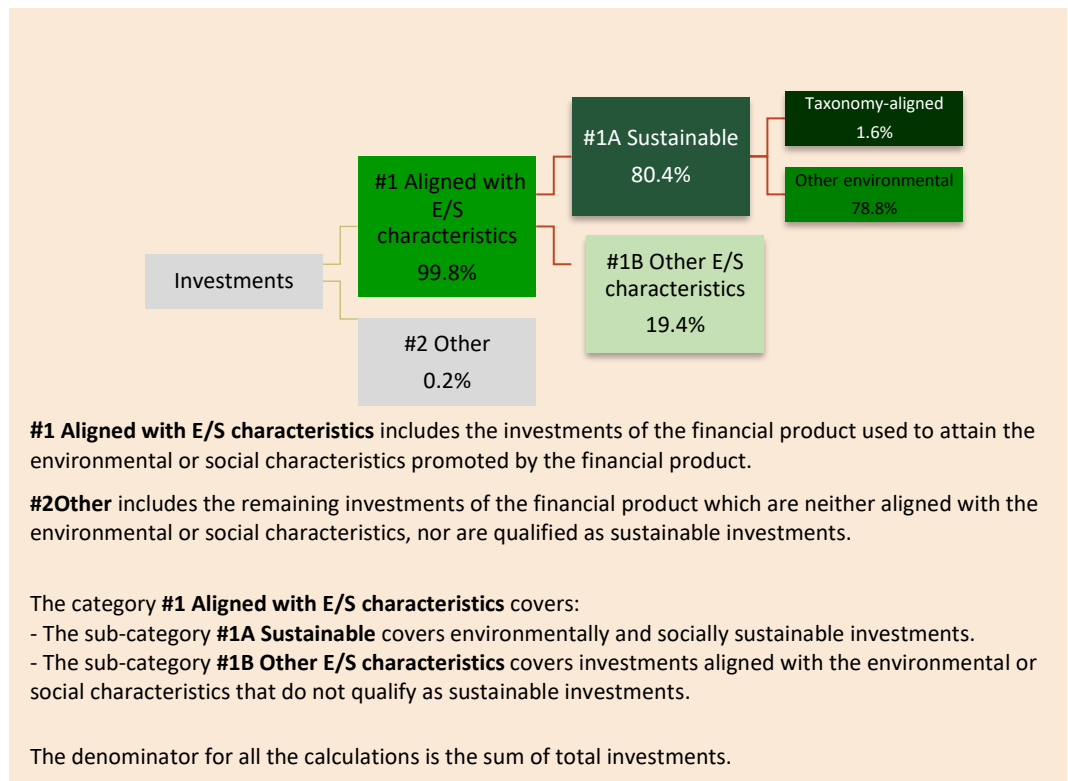 Investments
#1 Aligned with
E/S
characteristics
99.8%
#2 Other
0.2%
#1A Sustainable
80.4%
#1B Other E/S
characteristics
19.4%
Taxonomy-aligned
1.6%
Other environmental
78.8%
#1 Aligned with E/S characteristics includes the investments of the financial product used to attain the
environmental or social characteristics promoted by the financial product.
#2Other includes the remaining investments of the financial product which are neither aligned with the
environmental or social characteristics, nor are qualified as sustainable investments.
The category #1 Aligned with E/S characteristics covers:
- The sub-category #1A Sustainable covers environmentally and socially sustainable investments.
- The sub-category #1B Other E/S characteristics covers investments aligned with the environmental or
social characteristics that do not qualify as sustainable investments.
The denominator for all the calculations is the sum of total investments.